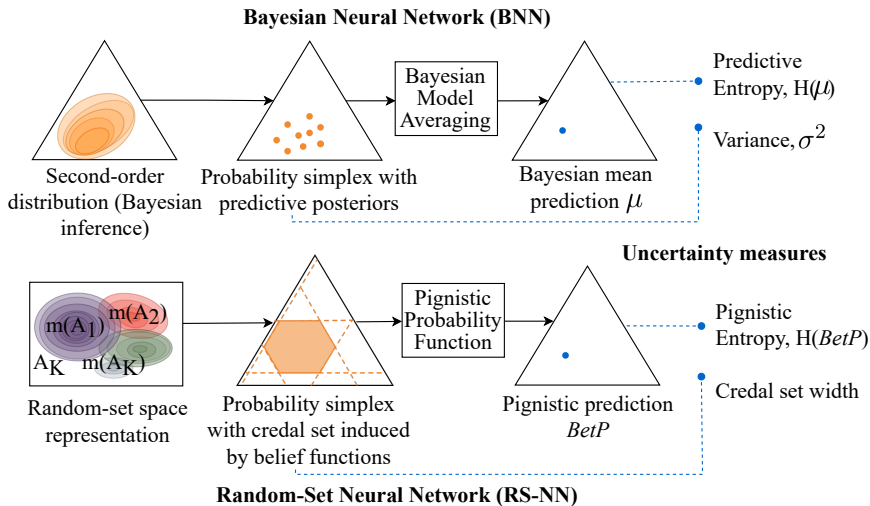 Bayesian Neural Network (BNN)
Second-order
distribution (Bayesian
inference)
Probability simplex with
predictive posteriors
Bayesian
Model
Averaging
Bayesian mean
prediction μ
Predictive
Entropy, H(μ)
Variance, σ²
Uncertainty measures
m(A₁)
m(A₂)
A_K
m(A_K)
Random-set space
representation
Probability simplex
with credal set induced
by belief functions
Pignistic
Probability
Function
Pignistic prediction
BetP
Pignistic
Entropy, H(BetP)
Credal set width
Random-Set Neural Network (RS-NN)